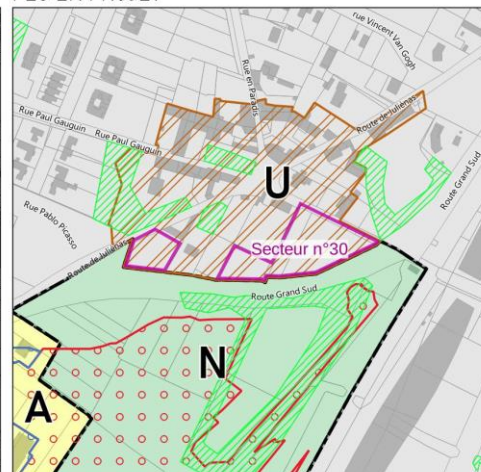 rue Vincent Van Gogh
Rue en Paradis
Route de Juliénas
Rue Paul Gauguin
Rue Paul Gauguin
Route Grand Sud
U
Rue Pablo Picasso
Secteur n°30
Route de Juliénas
Route Grand Sud
N
A